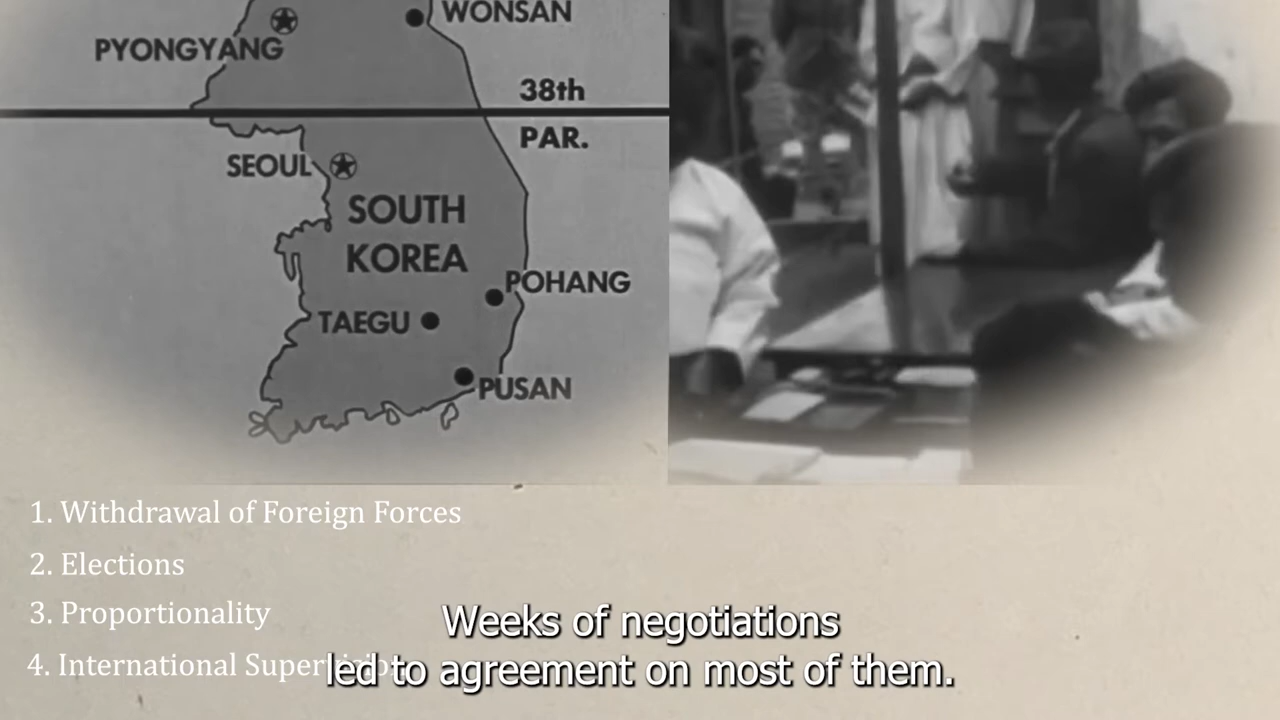 WONSAN
PYONGYANG
38th
PAR.
SEOUL
SOUTH
KOREA
POHANG
TAEGU
PUSAN
1. Withdrawal of Foreign Forces
2. Elections
3. Proportionality
4. International Supervision
Weeks of negotiations
led to agreement on most of them.